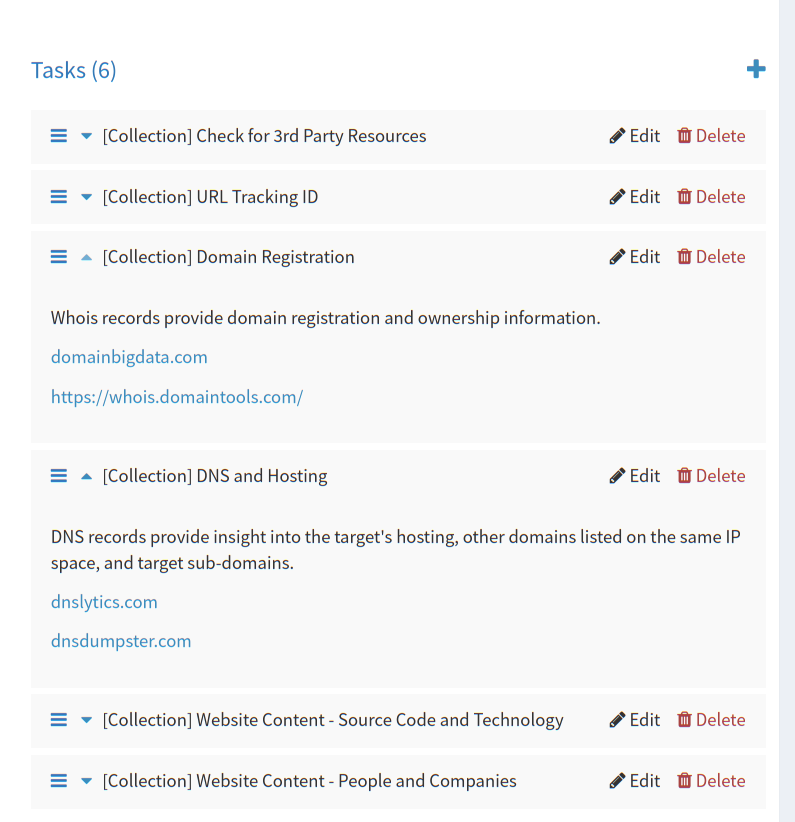 Tasks (6)
[Collection] Check for 3rd Party Resources Edit Delete
[Collection] URL Tracking ID Edit Delete
[Collection] Domain Registration Edit Delete
Whois records provide domain registration and ownership information.
domainbigdata.com
https://whois.domaintools.com/
[Collection] DNS and Hosting Edit Delete
DNS records provide insight into the target's hosting, other domains listed on the same IP
space, and target sub-domains.
dnslytics.com
dnsdumpster.com
[Collection] Website Content - Source Code and Technology Edit Delete
[Collection] Website Content - People and Companies Edit Delete